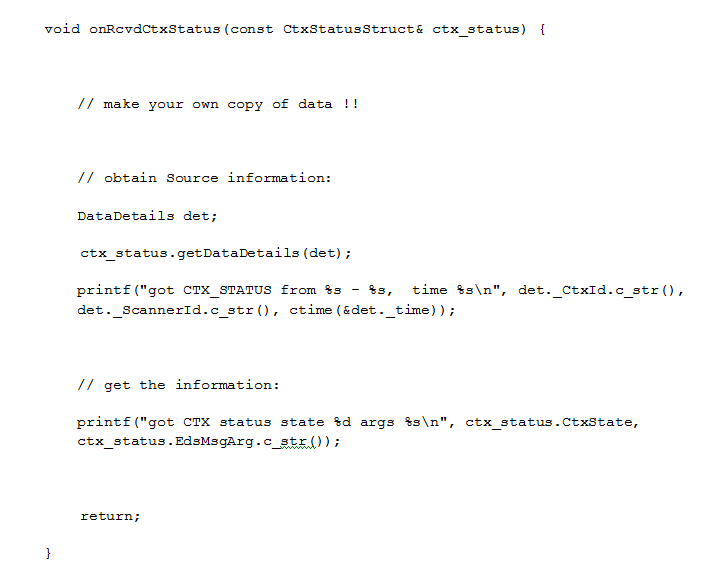 void onRcvdCtxStatus(const CtxStatusStruct& ctx_status) {
// make your own copy of data !!
// obtain Source information:
DataDetails det;
ctx_status.getDataDetails(det);
printf("got CTX_STATUS from %s - %s,  time %s\n", det._CtxId.c_str(),
det._ScannerId.c_str(), ctime(&det._time));
// get the information:
printf("got CTX status state %d args %s\n", ctx_status.CtxState,
ctx_status.EdsMsgArg.c_str());
return;
}